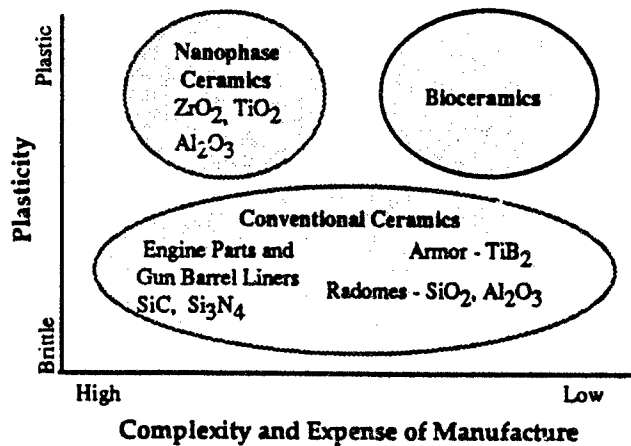 Plastic
Nanophase
Ceramics
ZrO2, TiO2
Al2O3
Bioceramics
Plasticity
Conventional Ceramics
Engine Parts and
Gun Barrel Liners
SiC, Si3N4
Armor - TiB2
Radomes - SiO2, Al2O3
Brittle
High
Low
Complexity and Expense of Manufacture